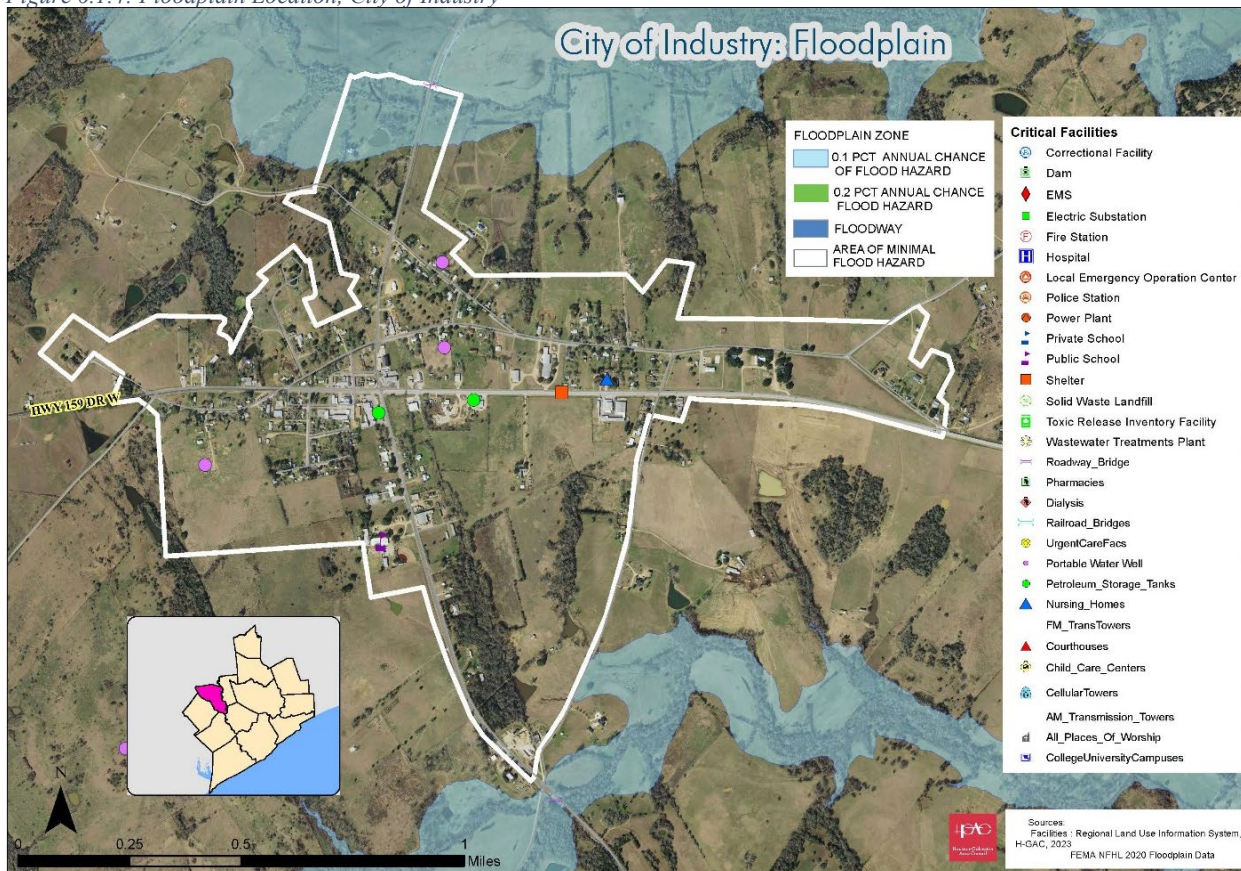 Figure 6.1.4: Floodplain Location, City of Industry
City of Industry: Floodplain
FLOODPLAIN ZONE
0.1 PCT ANNUAL CHANCE
OF FLOOD HAZARD
0.2 PCT ANNUAL CHANCE
FLOOD HAZARD
FLOODWAY
AREA OF MINIMAL
FLOOD HAZARD
Critical Facilities
Correctional Facility
Dam
EMS
Electric Substation
Fire Station
Hospital
Local Emergency Operation Center
Police Station
Power Plant
Private School
Public School
Shelter
Solid Waste Landfill
Toxic Release Inventory Facility
Wastewater Treatments Plant
Roadway_Bridge
Pharmacies
Dialysis
Railroad_Bridges
UrgentCareFacs
Portable Water Well
Petroleum_Storage_Tanks
Nursing_Homes
FM_TransTowers
Courthouses
Child_Care_Centers
CellularTowers
AM_Transmission_Towers
All_Places_Of_Worship
CollegeUniversityCampuses
HWY 159 DR W
N
0 0.25 0.5 1
Miles
Sources:
Facilities : Regional Land Use Information System,
H-GAC, 2023
FEMA NFHL 2020 Floodplain Data